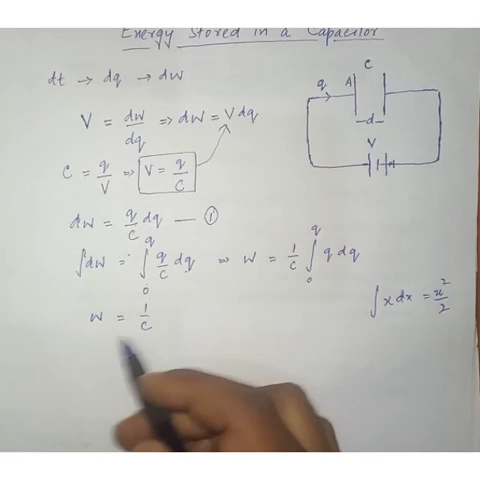 Energy Stored in a Capacitor
dt → dq → dW
V = dw/dq ⇒ dW = Vdq
C = q/V ⇒ V = q/C
dw = q/C dq — ①
∫dW = ∫₀^q q/C dq ⇒ W = 1/C ∫₀^q q dq
W = 1/C
∫x dx = x²/2
C
q A
d
V